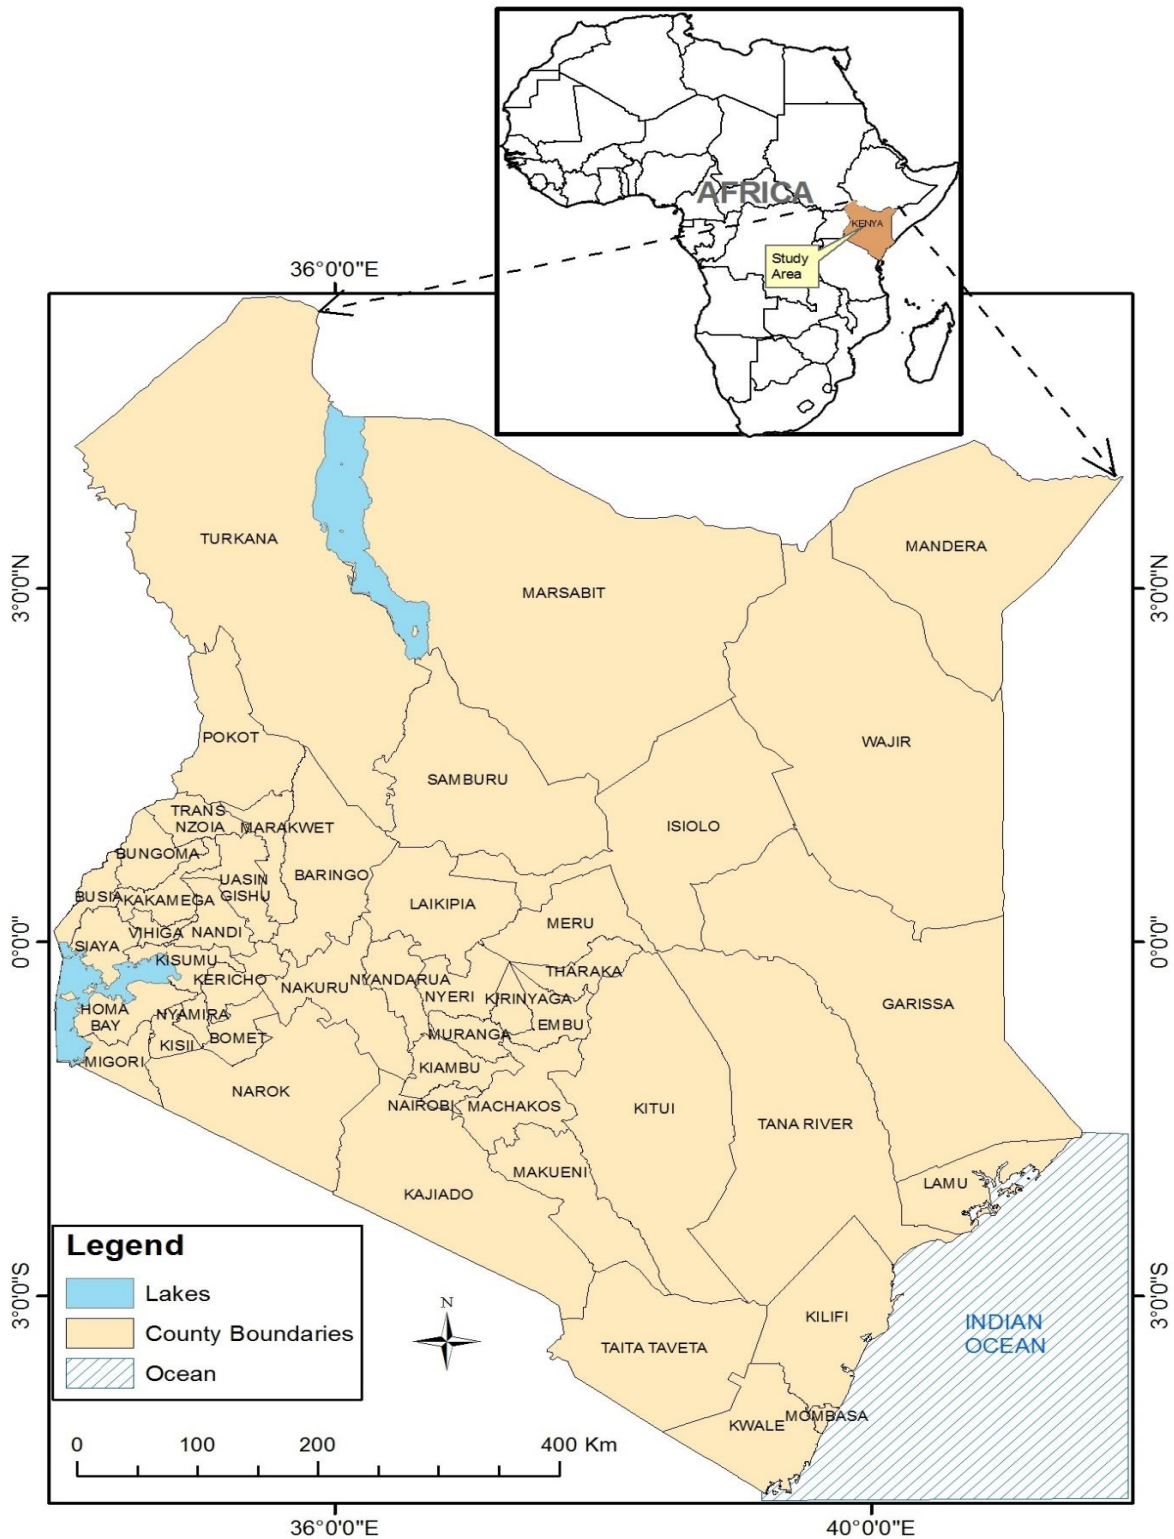 AFRICA
KENYA
Study
Area
36°0'0"E
TURKANA
MANDERA
3°0'0"N
3°0'0"N
MARSABIT
POKOT
WAJIR
SAMBURU
TRANS
NZOIA
MARAKWET
ISIOLO
BUNGOMA
BARINGO
UASIN
GISHU
BUSIA
KAKAMEGA
LAIKIPIA
MERU
VIHIGA
NANDI
0°0'0"
0°0'0"
SIAYA
KISUMU
THARAKA
KERICHO
NAKURU
NYANDARUA
NYERI
KIRINYAGA
GARISSA
HOMA
BAY
NYAMIRA
EMBU
KISII
BOMET
MURANGA
MIGORI
KIAMBU
NAROK
NAIROBI
MACHAKOS
KITUI
TANA RIVER
MAKUENI
LAMU
KAJIADO
Legend
Lakes
County Boundaries
Ocean
N
3°0'0"S
3°0'0"S
KILIFI
INDIAN
OCEAN
TAITA TAVETA
MOMBASA
KWALE
0 100 200 400 Km
36°0'0"E
40°0'0"E